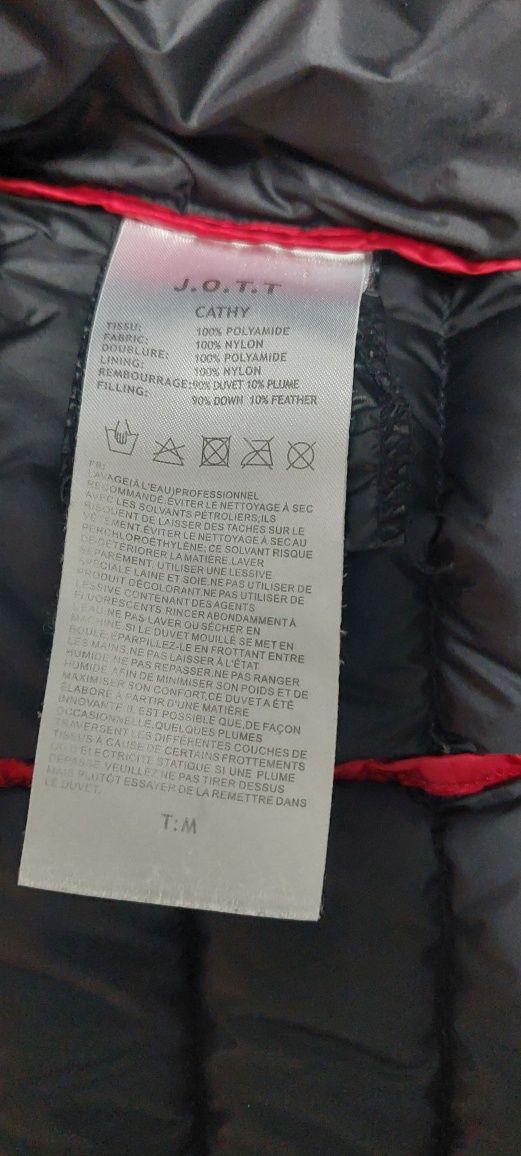 J.O.T.T
CATHY
TISSU: 100% POLYAMIDE
FABRIC: 100% NYLON
DOUBLURE: 100% POLYAMIDE
LINING: 100% NYLON
REMBOURRAGE: 90% DUVET 10% PLUME
FILLING: 90% DOWN 10% FEATHER
FR:
LAVAGE(À L'EAU)PROFESSIONNEL
RECOMMANDÉ.ÉVITER LE NETTOYAGE À SEC
AVEC LES SOLVANTS PÉTROLIERS;ILS
RISQUENT DE LAISSER DES TACHES SUR LE
VÊTEMENT.ÉVITER LE NETTOYAGE À SEC AU
PERCHLOROÉTHYLÈNE; CE SOLVANT RISQUE
DE DÉTÉRIORER LA MATIÈRE.LAVER
SÉPARÉMENT. UTILISER UNE LESSIVE
SPÉCIALE LAINE ET SOIE.NE PAS UTILISER DE
PRODUIT DÉCOLORANT.NE PAS UTILISER DE
LESSIVE CONTENANT DES AGENTS
FLUORESCENTS.RINCER ABONDAMMENT À
L'EAU.NE PAS LAVER OU SÉCHER EN
MACHINE.SI LE DUVET MOUILLÉ SE MET EN
BOULE,ÉPARPILLEZ-LE EN FROTTANT ENTRE
LES MAINS.NE PAS LAISSER À L'ÉTAT
HUMIDE NE PAS REPASSER.NE PAS RANGER
HUMIDE.AFIN DE MINIMISER SON POIDS ET DE
MAXIMISER SON CONFORT,CE DUVET A ÉTÉ
ÉLABORÉ À PARTIR D'UNE MATIÈRE
INNOVANTE.IL EST POSSIBLE QUE,DE FAÇON
OCCASIONNELLE,QUELQUES PLUMES
TRAVERSENT LES DIFFÉRENTES COUCHES DE
TISSUS À CAUSE DE CERTAINS FROTTEMENTS
OU D'ÉLECTRICITÉ STATIQUE SI UNE PLUME
DÉPASSE VEUILLEZ NE PAS TIRER DESSUS
MAIS PLUTÔT ESSAYER DE LA REMETTRE DANS
LE DUVET.
T:M